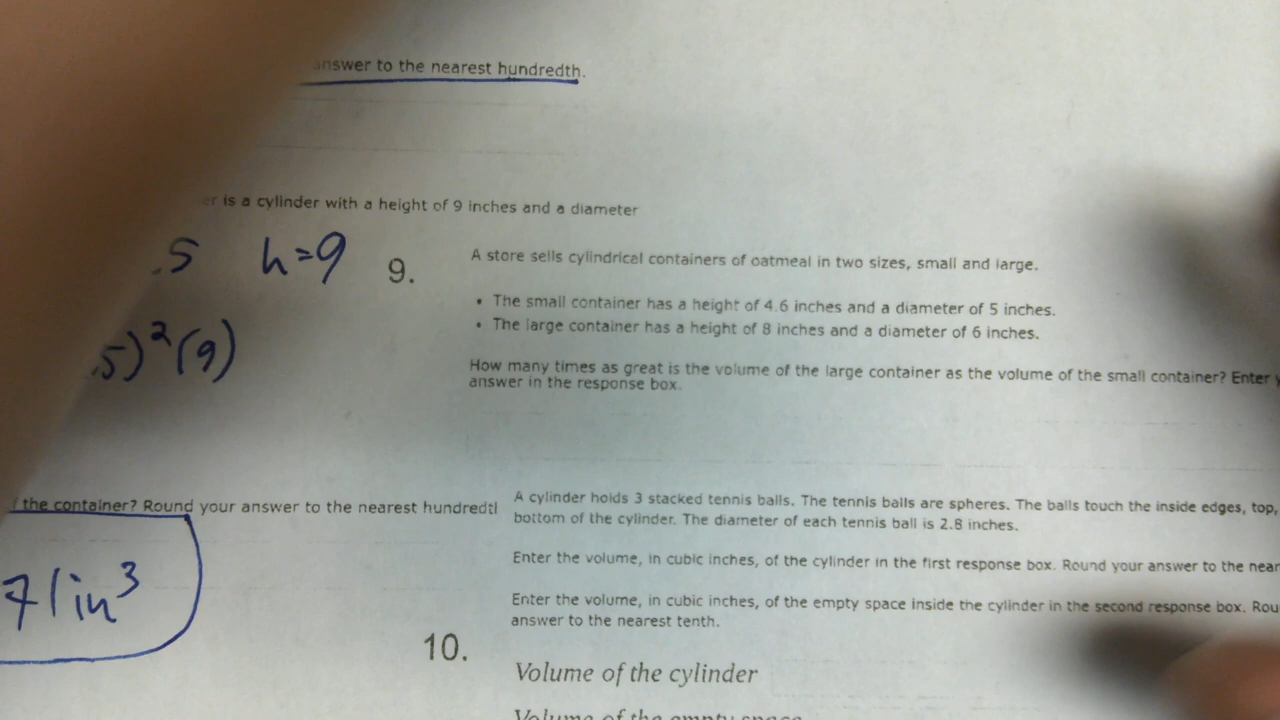 answer to the nearest hundredth.
is a cylinder with a height of 9 inches and a diameter
.5 h=9
9.
A store sells cylindrical containers of oatmeal in two sizes, small and large.
• The small container has a height of 4.6 inches and a diameter of 5 inches.
• The large container has a height of 8 inches and a diameter of 6 inches.
.5)²(9)
How many times as great is the volume of the large container as the volume of the small container? Enter
answer in the response box.
the container? Round your answer to the nearest hundredtl
A cylinder holds 3 stacked tennis balls. The tennis balls are spheres. The balls touch the inside edges, top,
bottom of the cylinder. The diameter of each tennis ball is 2.8 inches.
Enter the volume, in cubic inches, of the cylinder in the first response box. Round your answer to the near
71in³
Enter the volume, in cubic inches, of the empty space inside the cylinder in the second response box. Rou
answer to the nearest tenth.
10.
Volume of the cylinder
Volume of the empty space